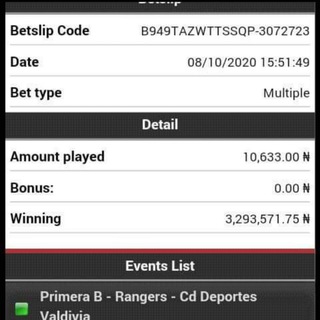 Betslip
Betslip Code B949TAZWTTSSQP-3072723
Date 08/10/2020 15:51:49
Bet type Multiple
Detail
Amount played 10,633.00 ₦
Bonus: 0.00 ₦
Winning 3,293,571.75 ₦
Events List
Primera B - Rangers - Cd Deportes
Valdivia